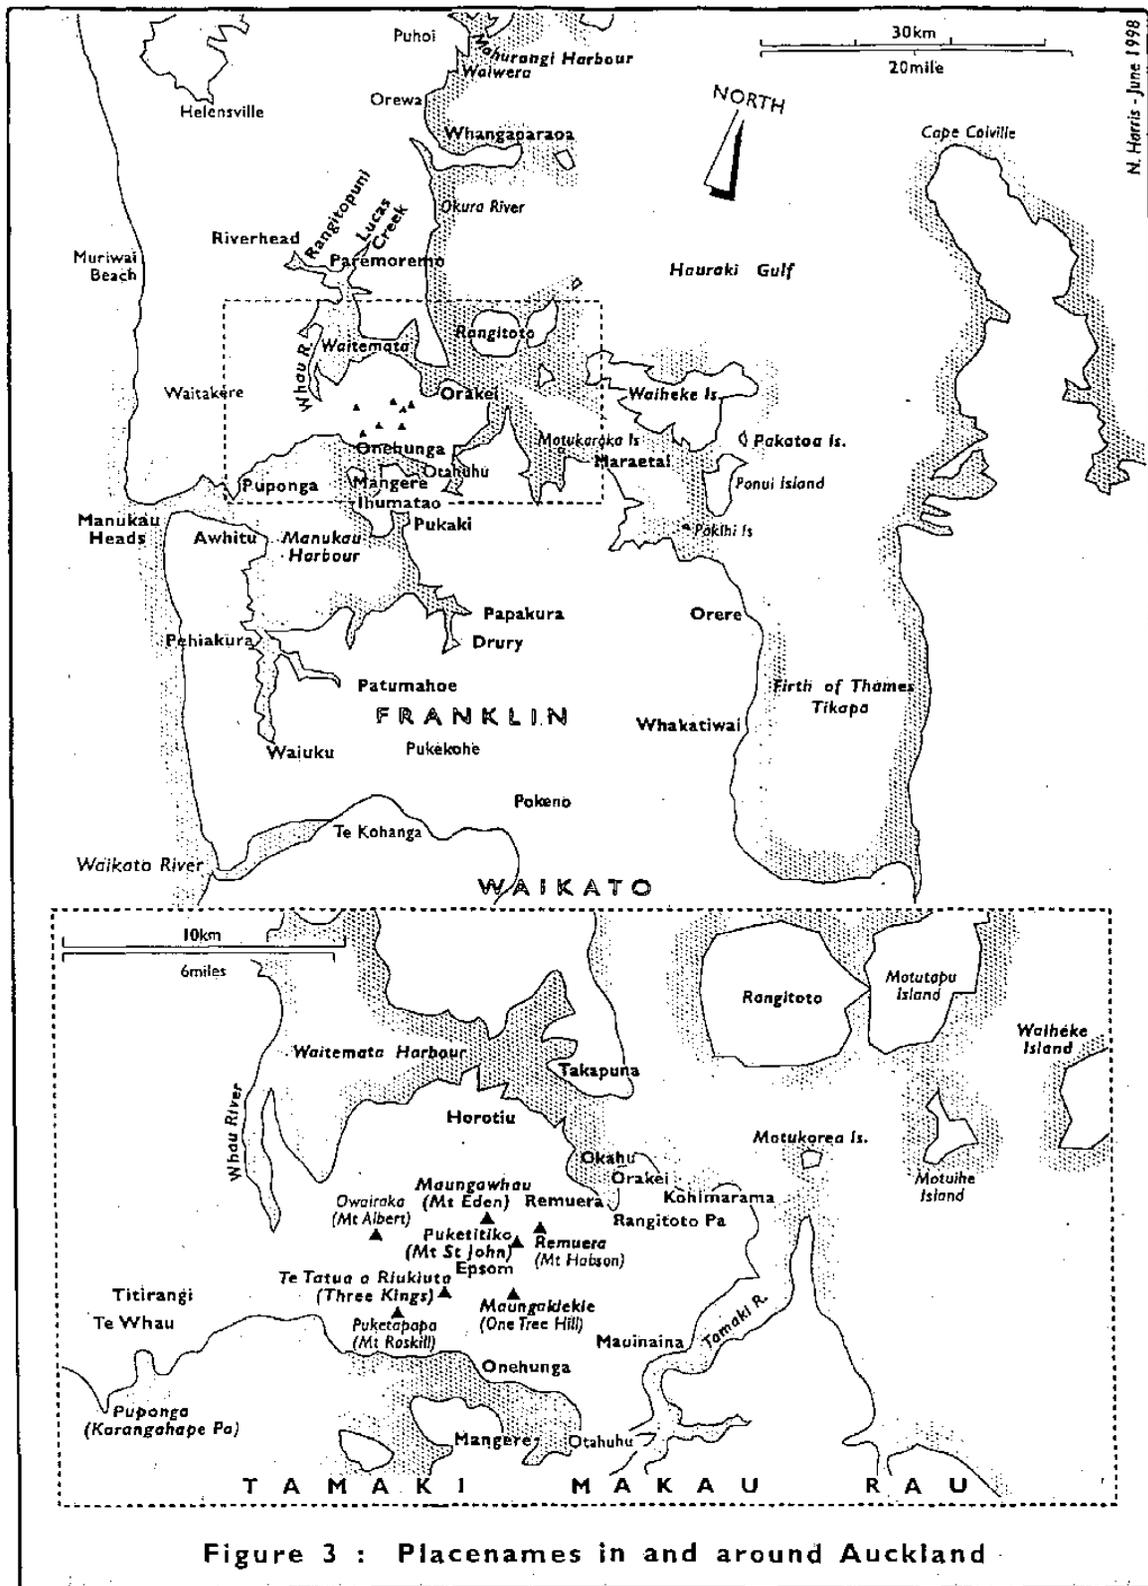 Puhoi
Mahurangi Harbour
Waiwera
30km
20mile
N. Harris - June 1998
Helensville
Orewa
NORTH
Whangaparaoa
Cape Colville
Okura River
Rangitopuni
Lucas
Creek
Riverhead
Paremoremo
Muriwai
Beach
Hauraki Gulf
Rangitoto
Waitemata
Whau R.
Waitakere
Orakei
Waiheke Is.
Motukaraka Is
Pakatoa Is.
Onehunga
Maraetai
Otahuhu
Puponga
Mangere
Ponui Island
Ihumatao
Manukau
Heads
Awhitu
Manukau
Harbour
Pukaki
Pakihi Is
Papakura
Orere
Pehiakura
Drury
Patumahoe
Firth of Thames
Tikapa
FRANKLIN
Whakatiwai
Waiuku
Pukekohe
Pokeno
Te Kohanga
Waikato River
WAIKATO
10km
6miles
Rangitoto
Motutapu
Island
Waitemata Harbour
Waiheke
Island
Takapuna
Whau River
Horotiu
Motukorea Is.
Okahu
Orakei
Motuihe
Island
Maungawhau
(Mt Eden)
Remuera
Kohimarama
Owairaka
(Mt Albert)
Rangitoto Pa
Puketitiko
(Mt St John)
Remuera
(Mt Hobson)
Epsom
Te Tatua o Riukiuta
(Three Kings)
Titirangi
Maungakiekie
(One Tree Hill)
Te Whau
Puketapapa
(Mt Roskill)
Mauinaina
Tamaki R.
Onehunga
Puponga
(Karangahape Pa)
Mangere
Otahuhu
TAMAKI MAKAU RAU
Figure 3 : Placenames in and around Auckland